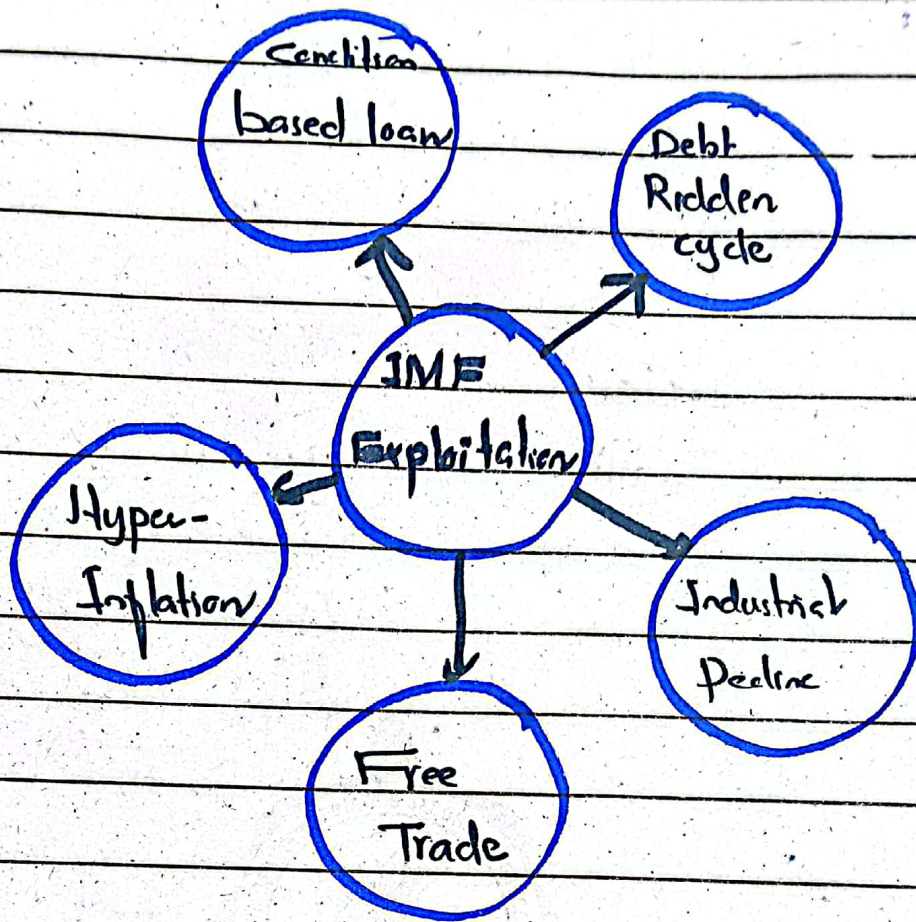 Condition
based loan
Debt
Ridden
cycle
IMF
Exploitation
Hyper-
Inflation
Industrial
Decline
Free
Trade